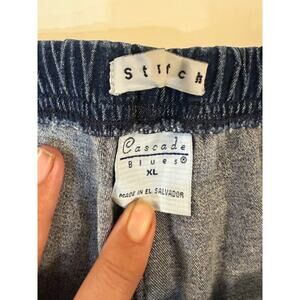 Stitch
Cascade
Blues®
XL
MADE IN EL SALVADOR